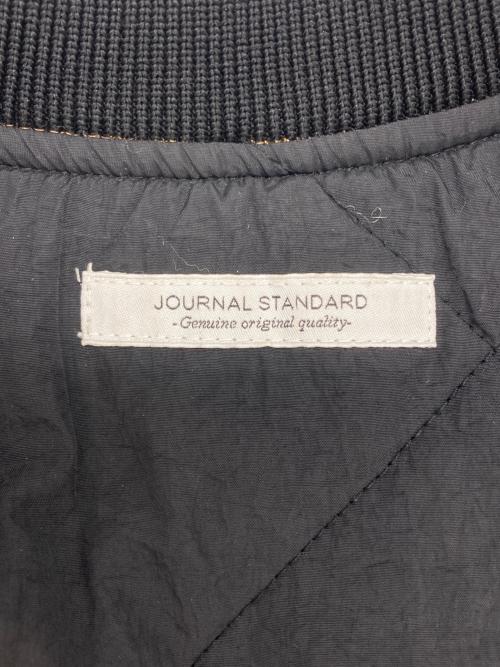 JOURNAL STANDARD
-Genuine original quality-